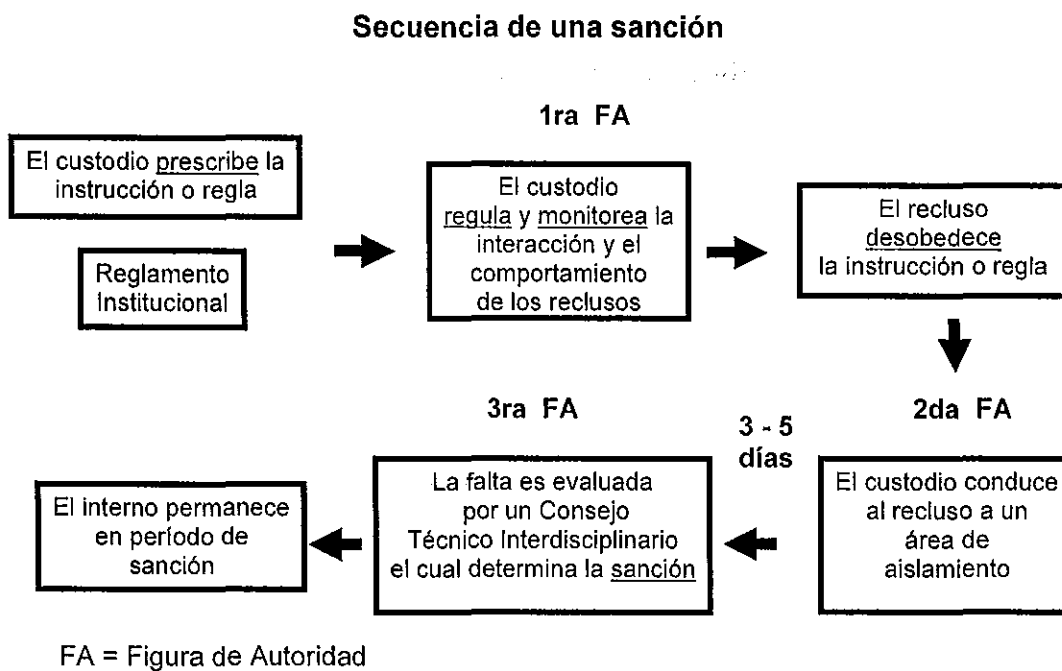 Secuencia de una sanción
El custodio prescribe la
instrucción o regla
Reglamento
Institucional
1ra FA
El custodio
regula y monitorea la
interacción y el
comportamiento
de los reclusos
El recluso
desobedece
la instrucción o regla
2da FA
El custodio conduce
al recluso a un
área de
aislamiento
3 - 5
días
3ra FA
La falta es evaluada
por un Consejo
Técnico Interdisciplinario
el cual determina la sanción
El interno permanece
en período de
sanción
FA = Figura de Autoridad